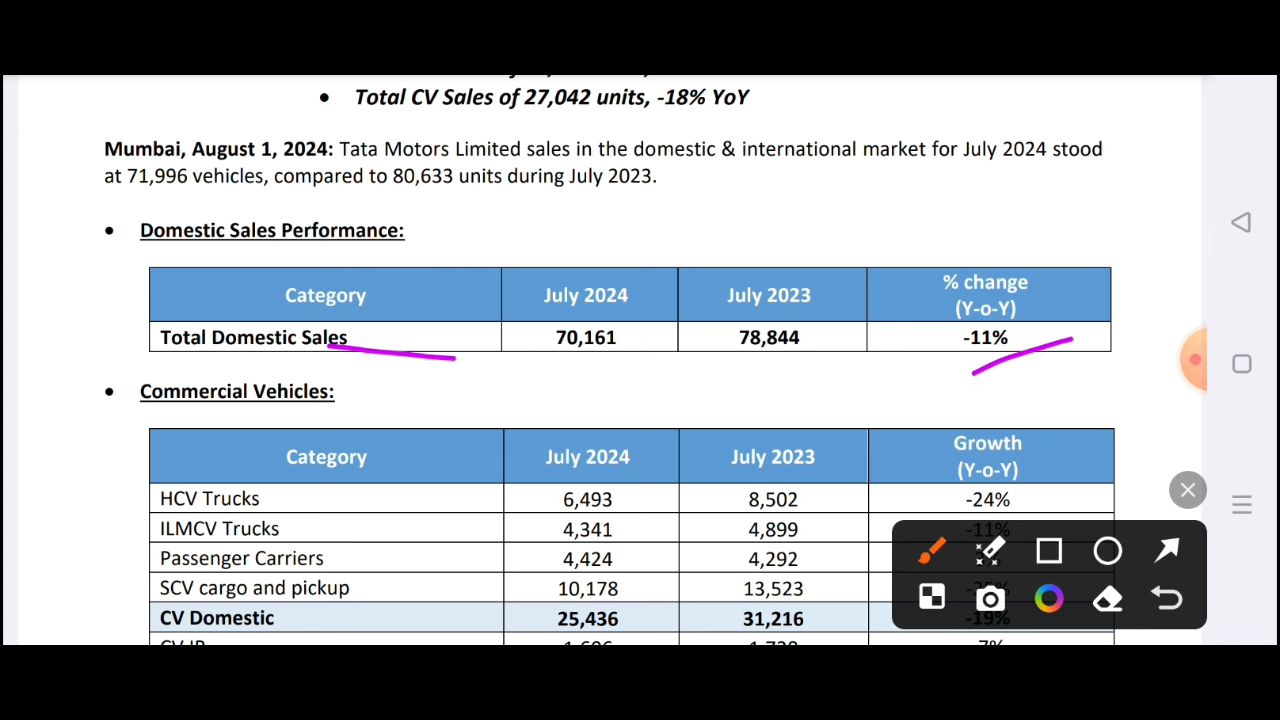 • Total CV Sales of 27,042 units, -18% YoY
Mumbai, August 1, 2024: Tata Motors Limited sales in the domestic & international market for July 2024 stood
at 71,996 vehicles, compared to 80,633 units during July 2023.
• Domestic Sales Performance:
Category July 2024 July 2023 % change
(Y-o-Y)
Total Domestic Sales 70,161 78,844 -11%
• Commercial Vehicles:
Category July 2024 July 2023 Growth
(Y-o-Y)
HCV Trucks 6,493 8,502 -24%
ILMCV Trucks 4,341 4,899 -11%
Passenger Carriers 4,424 4,292
SCV cargo and pickup 10,178 13,523
CV Domestic 25,436 31,216 -19%